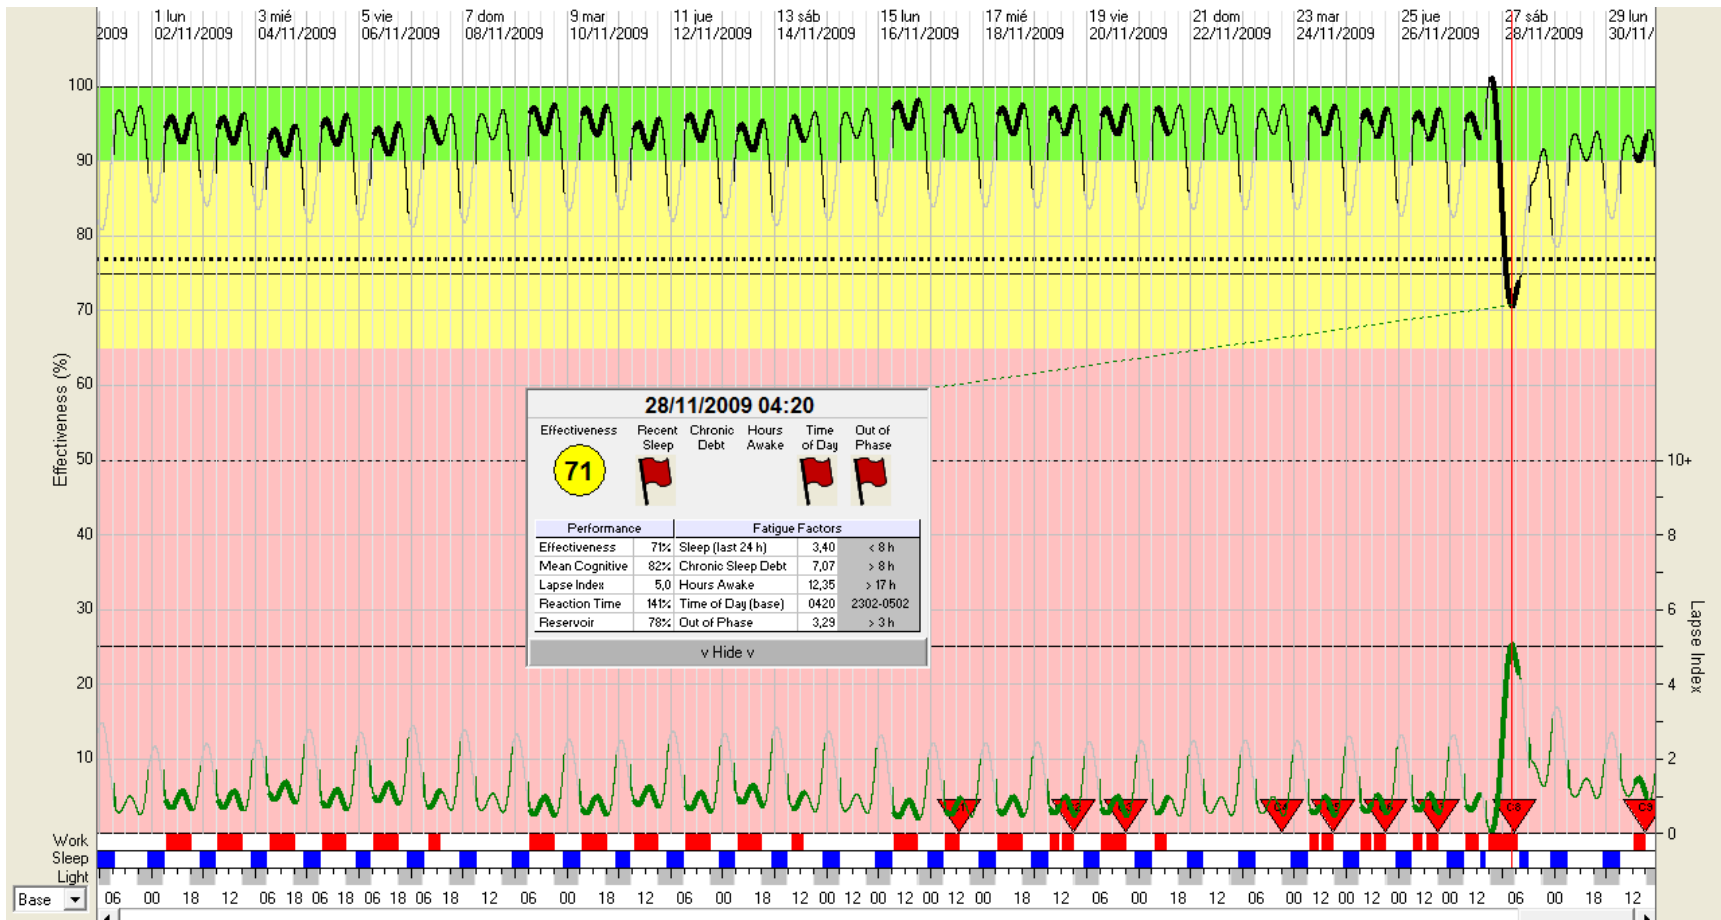 1 lun 3 mié 5 vie 7 dom 9 mar 11 jue 13 sáb 15 lun 17 mié 19 vie 21 dom 23 mar 25 jue 27 sáb 29 lun
2009 02/11/2009 04/11/2009 06/11/2009 08/11/2009 10/11/2009 12/11/2009 14/11/2009 16/11/2009 18/11/2009 20/11/2009 22/11/2009 24/11/2009 26/11/2009 28/11/2009 30/11/
100
90
80
70
60
50
40
30
20
10
Effectiveness (%)
10+
8
6
4
2
0
Lapse Index
28/11/2009 04:20
Effectiveness Recent Sleep Chronic Debt Hours Awake Time of Day Out of Phase
71
Performance Fatigue Factors
Effectiveness 71% Sleep (last 24 h) 3,40 < 8 h
Mean Cognitive 82% Chronic Sleep Debt 7,07 > 8 h
Lapse Index 5,0 Hours Awake 12,35 > 17 h
Reaction Time 141% Time of Day (base) 0420 2302-0502
Reservoir 78% Out of Phase 3,29 > 3 h
v Hide v
C8
Work
Sleep
Light
Base 06 00 12 06 18 06 18 06 18 12 06 00 18 12 06 00 18 12 00 12 00 12 06 00 18 12 06 00 18 12 06 00 12 00 12 00 12 06 18 12